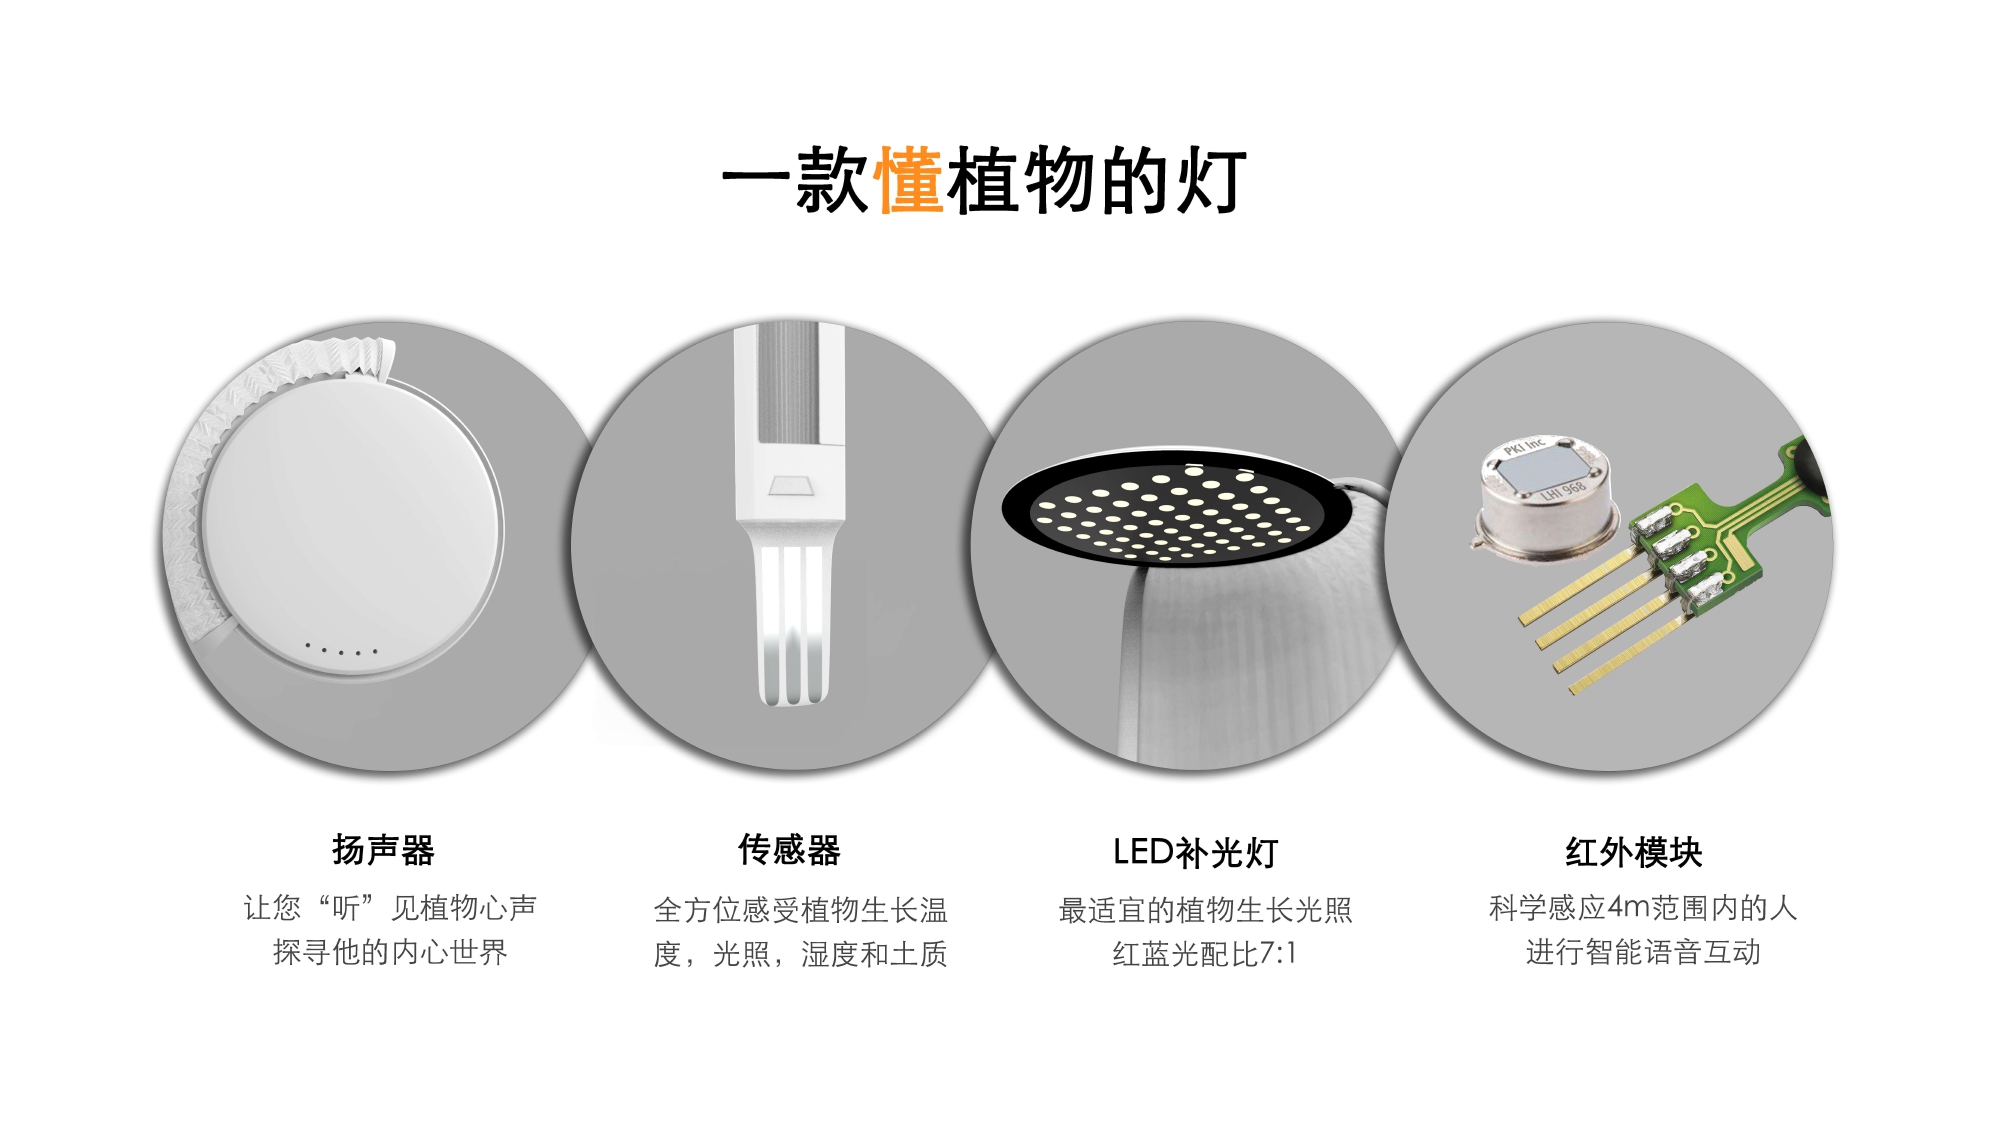 一款懂植物的灯
PKI Inc
LHI 968
扬声器
让您“听”见植物心声
探寻他的内心世界
传感器
全方位感受植物生长温
度，光照，湿度和土质
LED补光灯
最适宜的植物生长光照
红蓝光配比7:1
红外模块
科学感应4m范围内的人
进行智能语音互动